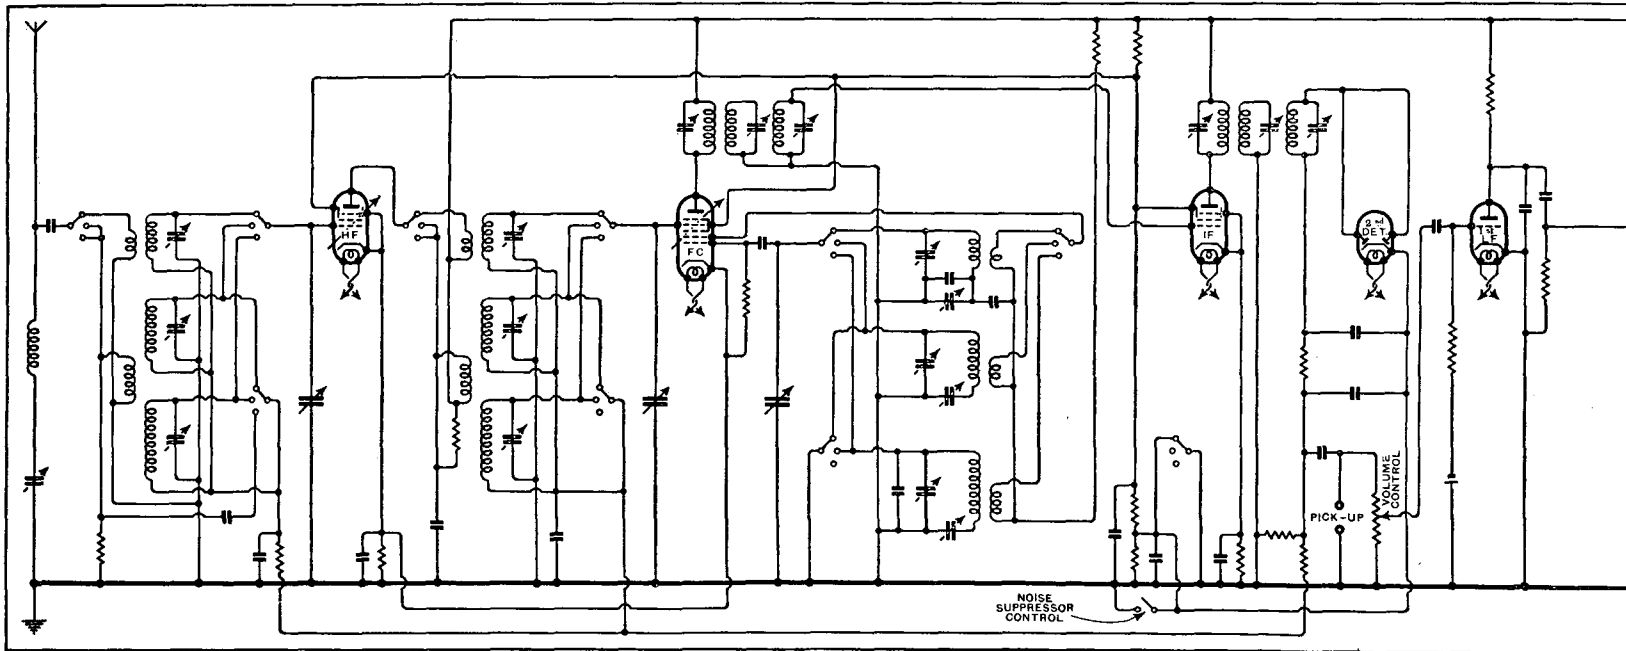 HF
FC
IF
2nd
DET.
1st
LF
VOLUME
CONTROL
PICK-UP
NOISE
SUPPRESSOR
CONTROL